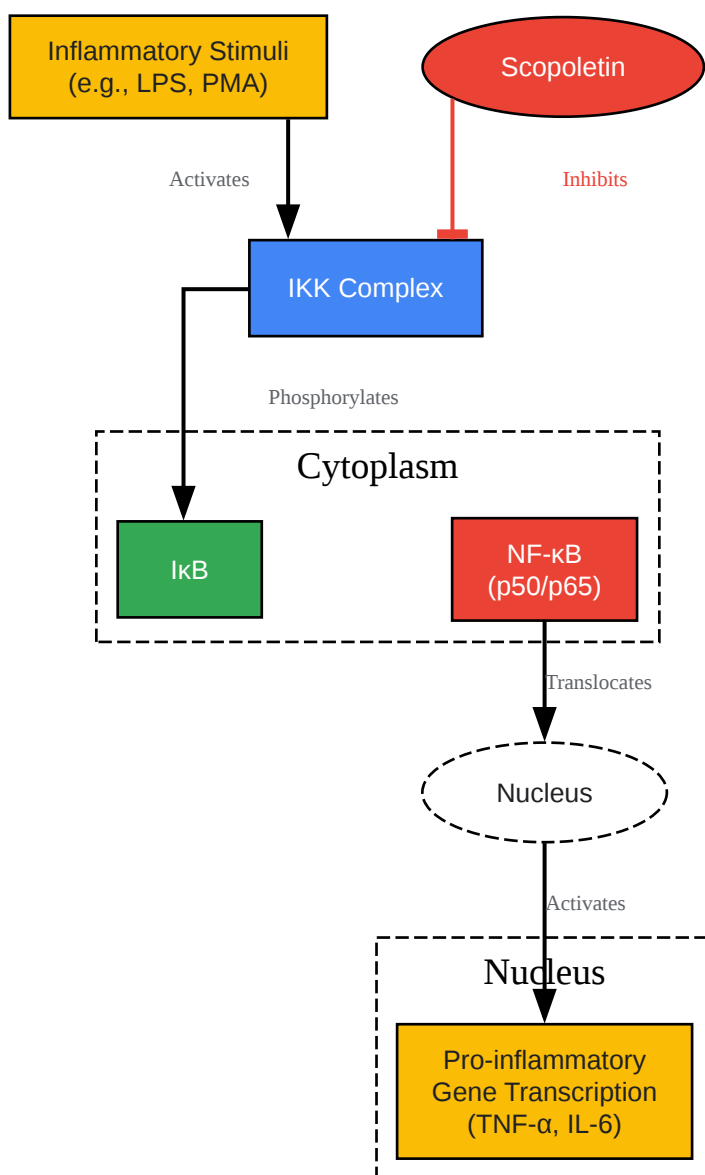 Inflammatory Stimuli
(e.g., LPS, PMA)
Scopoletin
Activates
Inhibits
IKK Complex
Phosphorylates
Cytoplasm
IκB
NF-κB
(p50/p65)
Translocates
Nucleus
Activates
Nucleus
Pro-inflammatory
Gene Transcription
(TNF-α, IL-6)